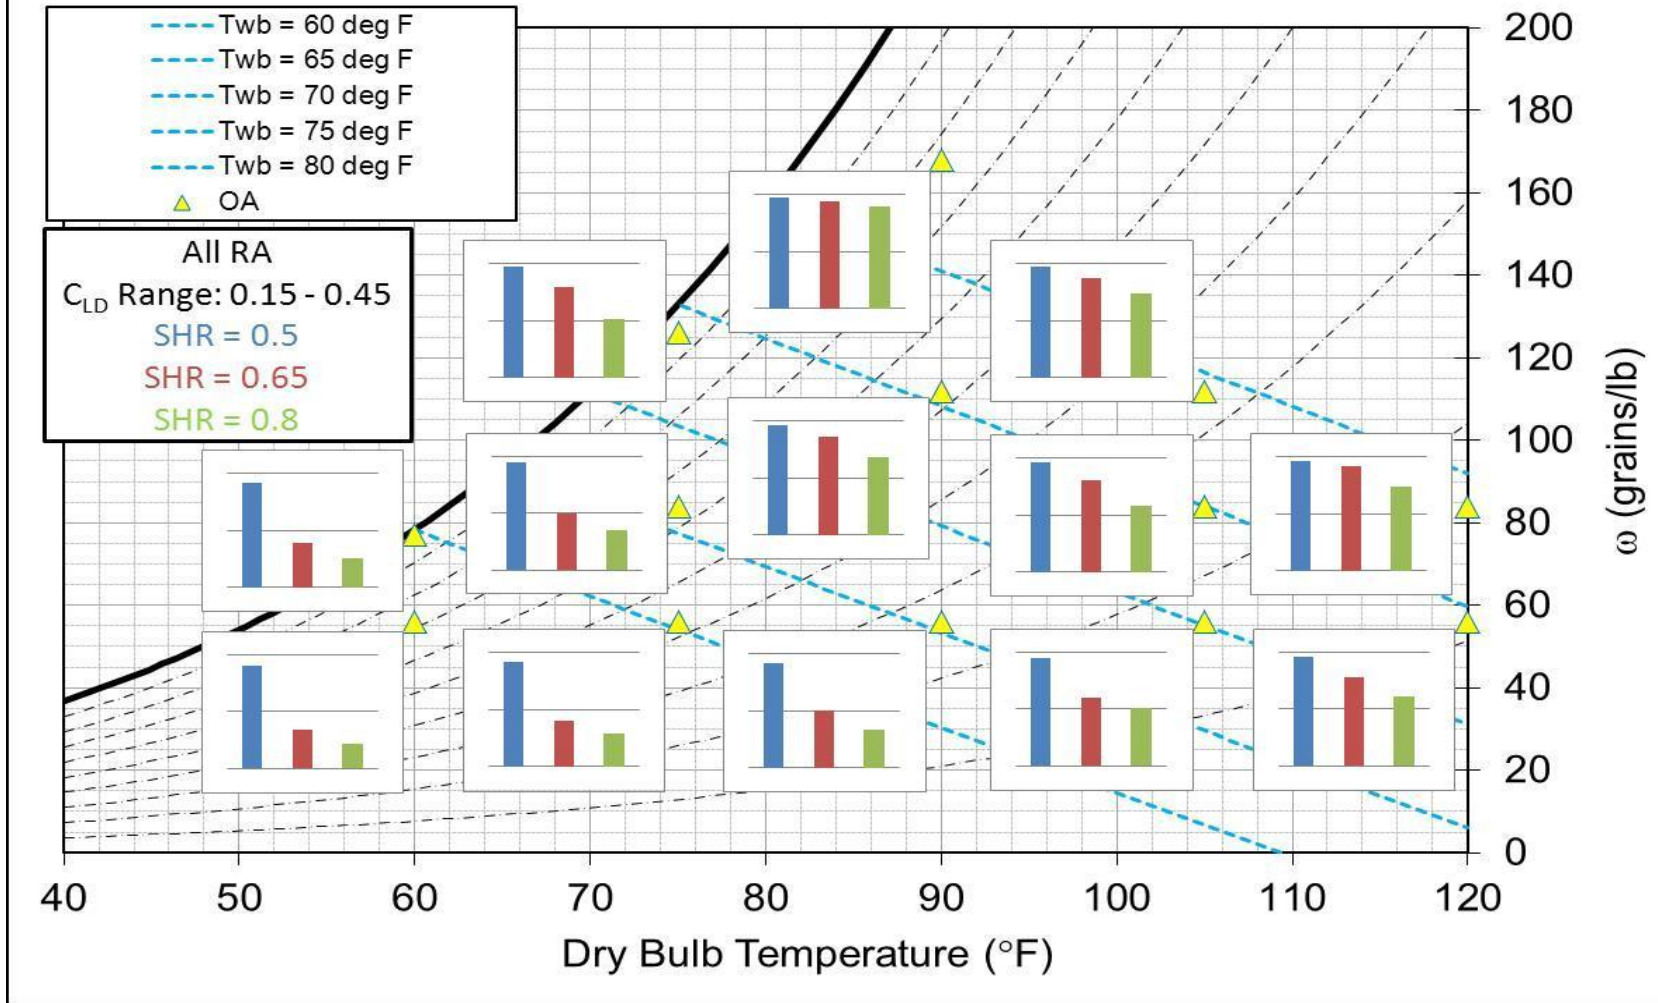 Twb = 60 deg F
Twb = 65 deg F
Twb = 70 deg F
Twb = 75 deg F
Twb = 80 deg F
OA
All RA
C_LD Range: 0.15 - 0.45
SHR = 0.5
SHR = 0.65
SHR = 0.8
200
180
160
140
120
100
80
60
40
20
0
ω (grains/lb)
40 50 60 70 80 90 100 110 120
Dry Bulb Temperature (°F)